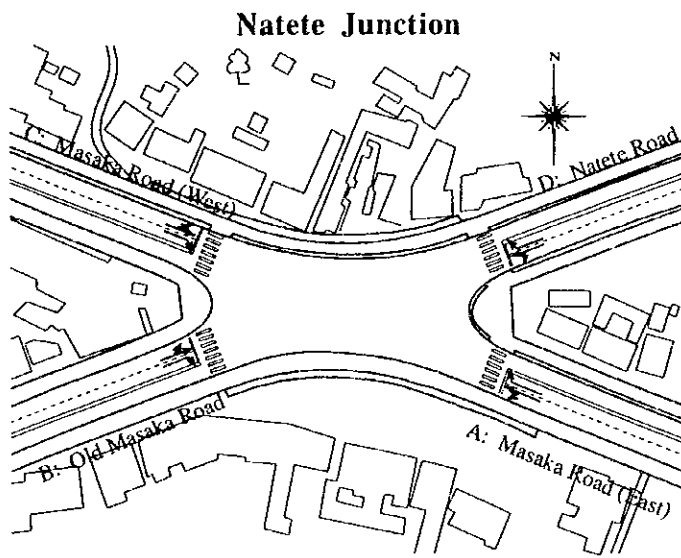 Natete Junction
N
C: Masaka Road (West)
D: Natete Road
B: Old Masaka Road
A: Masaka Road (East)